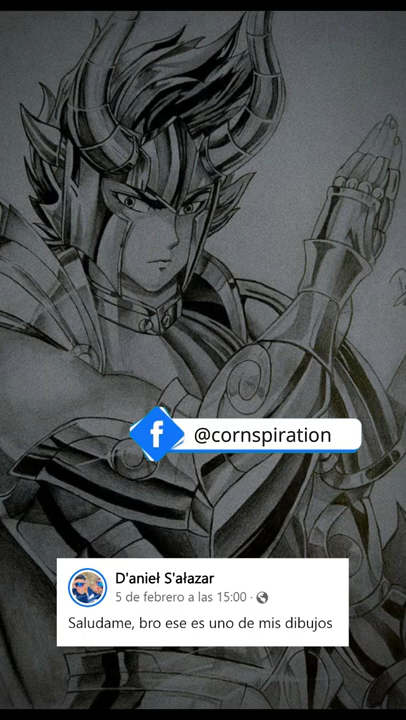 @cornspiration
D'anieł S'ałazar
5 de febrero a las 15:00 ·
Saludame, bro ese es uno de mis dibujos